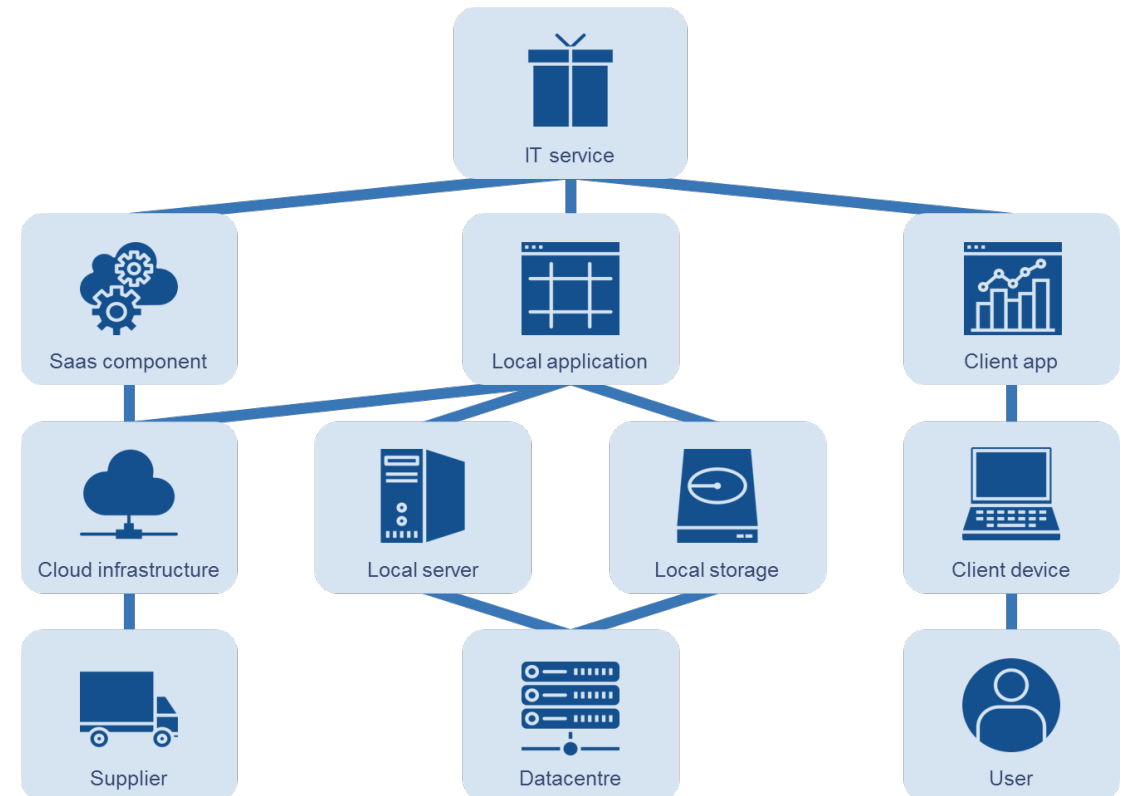 IT service
Saas component
Local application
Client app
Cloud infrastructure
Local server
Local storage
Client device
Supplier
Datacentre
User